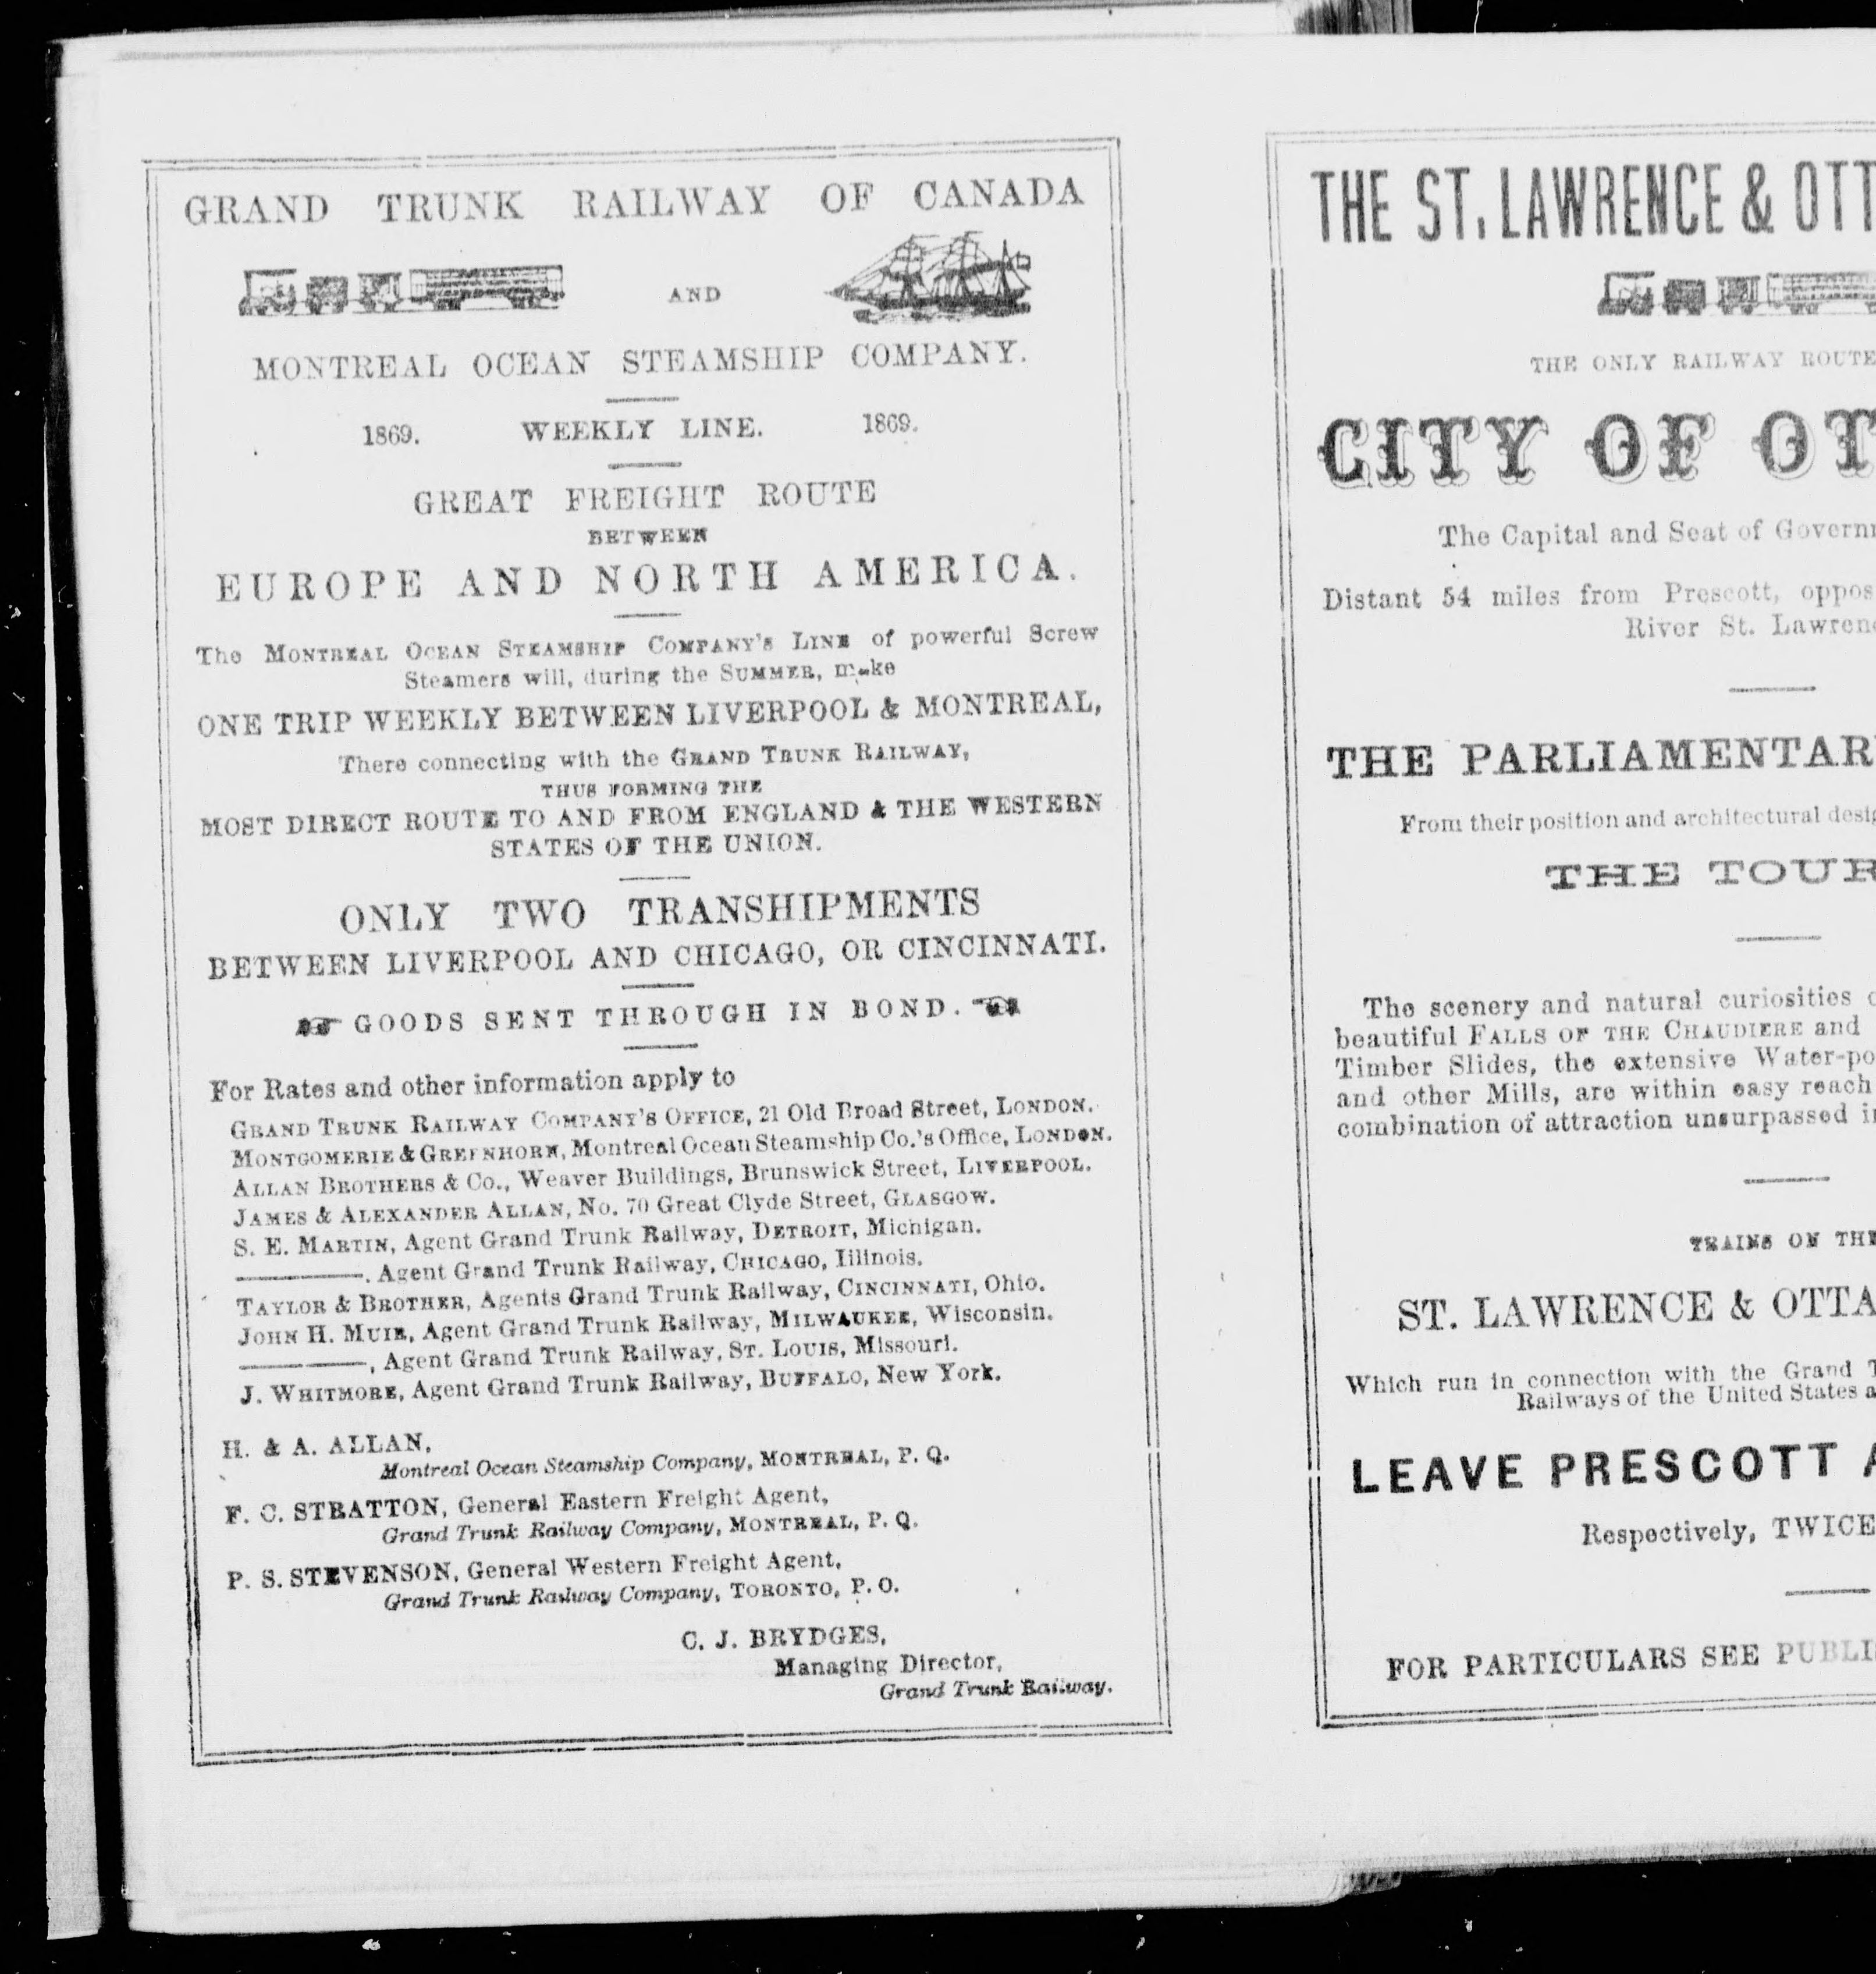 GRAND TRUNK RAILWAY OF CANADA
AND
MONTREAL OCEAN STEAMSHIP COMPANY.
1869. WEEKLY LINE. 1869.
GREAT FREIGHT ROUTE
BETWEEN
EUROPE AND NORTH AMERICA.
The MONTREAL OCEAN STEAMSHIP COMPANY'S LINE of powerful Screw
Steamers will, during the SUMMER, make
ONE TRIP WEEKLY BETWEEN LIVERPOOL & MONTREAL,
There connecting with the GRAND TRUNK RAILWAY,
THUS FORMING THE
MOST DIRECT ROUTE TO AND FROM ENGLAND & THE WESTERN
STATES OF THE UNION.
ONLY TWO TRANSHIPMENTS
BETWEEN LIVERPOOL AND CHICAGO, OR CINCINNATI.
☞ GOODS SENT THROUGH IN BOND. ☜
For Rates and other information apply to
GRAND TRUNK RAILWAY COMPANY'S OFFICE, 21 Old Broad Street, LONDON.
MONTGOMERIE & GREENHORN, Montreal Ocean Steamship Co.'s Office, LONDON.
ALLAN BROTHERS & Co., Weaver Buildings, Brunswick Street, LIVERPOOL.
JAMES & ALEXANDER ALLAN, No. 70 Great Clyde Street, GLASGOW.
S. E. MARTIN, Agent Grand Trunk Railway, DETROIT, Michigan.
————, Agent Grand Trunk Railway, CHICAGO, Illinois.
TAYLOR & BROTHER, Agents Grand Trunk Railway, CINCINNATI, Ohio.
JOHN H. MUIR, Agent Grand Trunk Railway, MILWAUKEE, Wisconsin.
————, Agent Grand Trunk Railway, ST. LOUIS, Missouri.
J. WHITMORE, Agent Grand Trunk Railway, BUFFALO, New York.
H. & A. ALLAN,
Montreal Ocean Steamship Company, MONTREAL, P. Q.
F. C. STRATTON, General Eastern Freight Agent,
Grand Trunk Railway Company, MONTREAL, P. Q.
P. S. STEVENSON, General Western Freight Agent,
Grand Trunk Railway Company, TORONTO, P. O.
C. J. BRYDGES,
Managing Director,
Grand Trunk Railway.
THE ST. LAWRENCE & OTT
THE ONLY RAILWAY ROUTE
CITY OF OT
The Capital and Seat of Governm
Distant 54 miles from Prescott, oppos
River St. Lawrenc
THE PARLIAMENTAR
From their position and architectural desig
THE TOUR
The scenery and natural curiosities
beautiful FALLS OF THE CHAUDIERE and
Timber Slides, the extensive Water-po
and other Mills, are within easy reach
combination of attraction unsurpassed i
TRAINS ON THE
ST. LAWRENCE & OTTA
Which run in connection with the Grand T
Railways of the United States a
LEAVE PRESCOTT A
Respectively, TWICE
FOR PARTICULARS SEE PUBLI